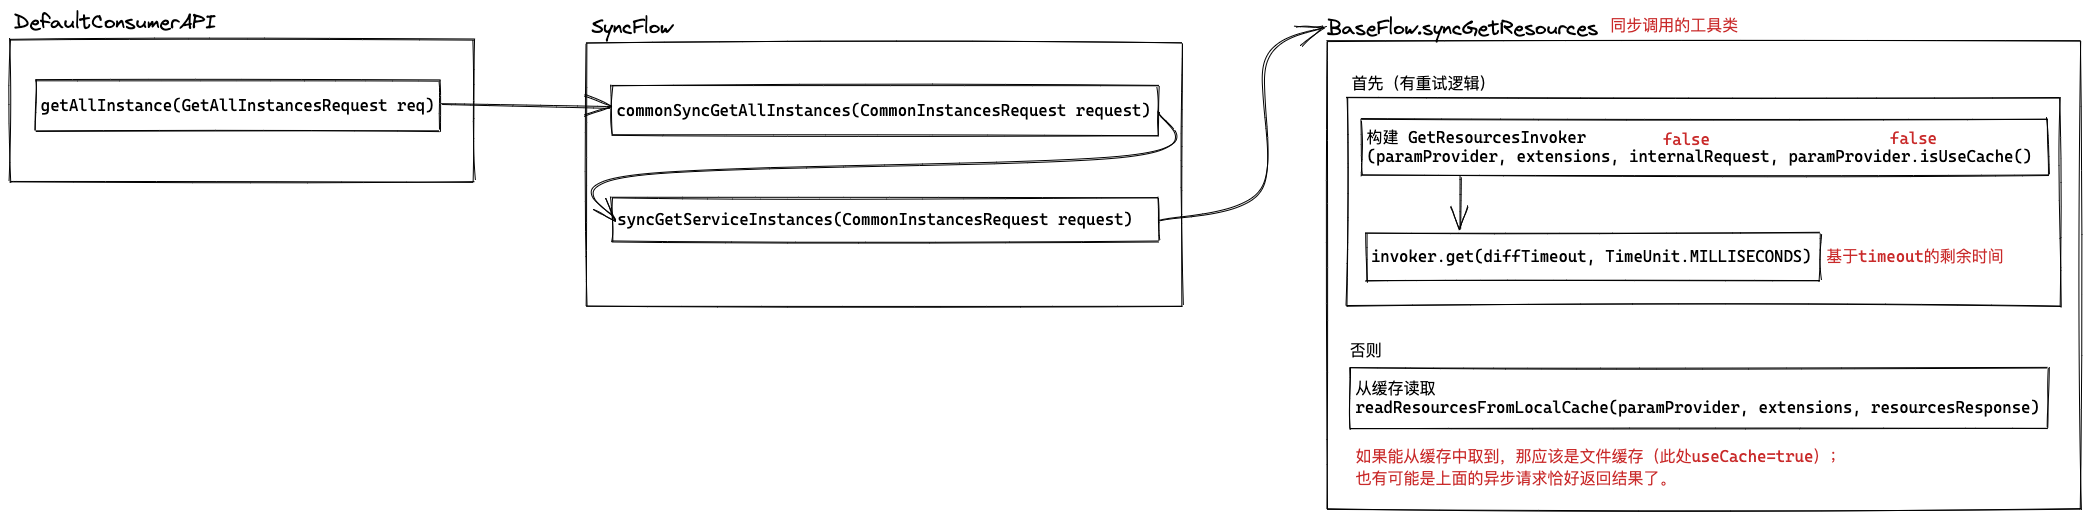 DefaultConsumerAPI
getAllInstance(GetAllInstancesRequest req)
SyncFlow
commonSyncGetAllInstances(CommonInstancesRequest request)
syncGetServiceInstances(CommonInstancesRequest request)
BaseFlow.syncGetResources 同步调用的工具类
首先（有重试逻辑）
构建 GetResourcesInvoker false false
(paramProvider, extensions, internalRequest, paramProvider.isUseCache()
invoker.get(diffTimeout, TimeUnit.MILLISECONDS) 基于timeout的剩余时间
否则
从缓存读取
readResourcesFromLocalCache(paramProvider, extensions, resourcesResponse)
如果能从缓存中取到，那应该是文件缓存（此处useCache=true）；
也有可能是上面的异步请求恰好返回结果了。